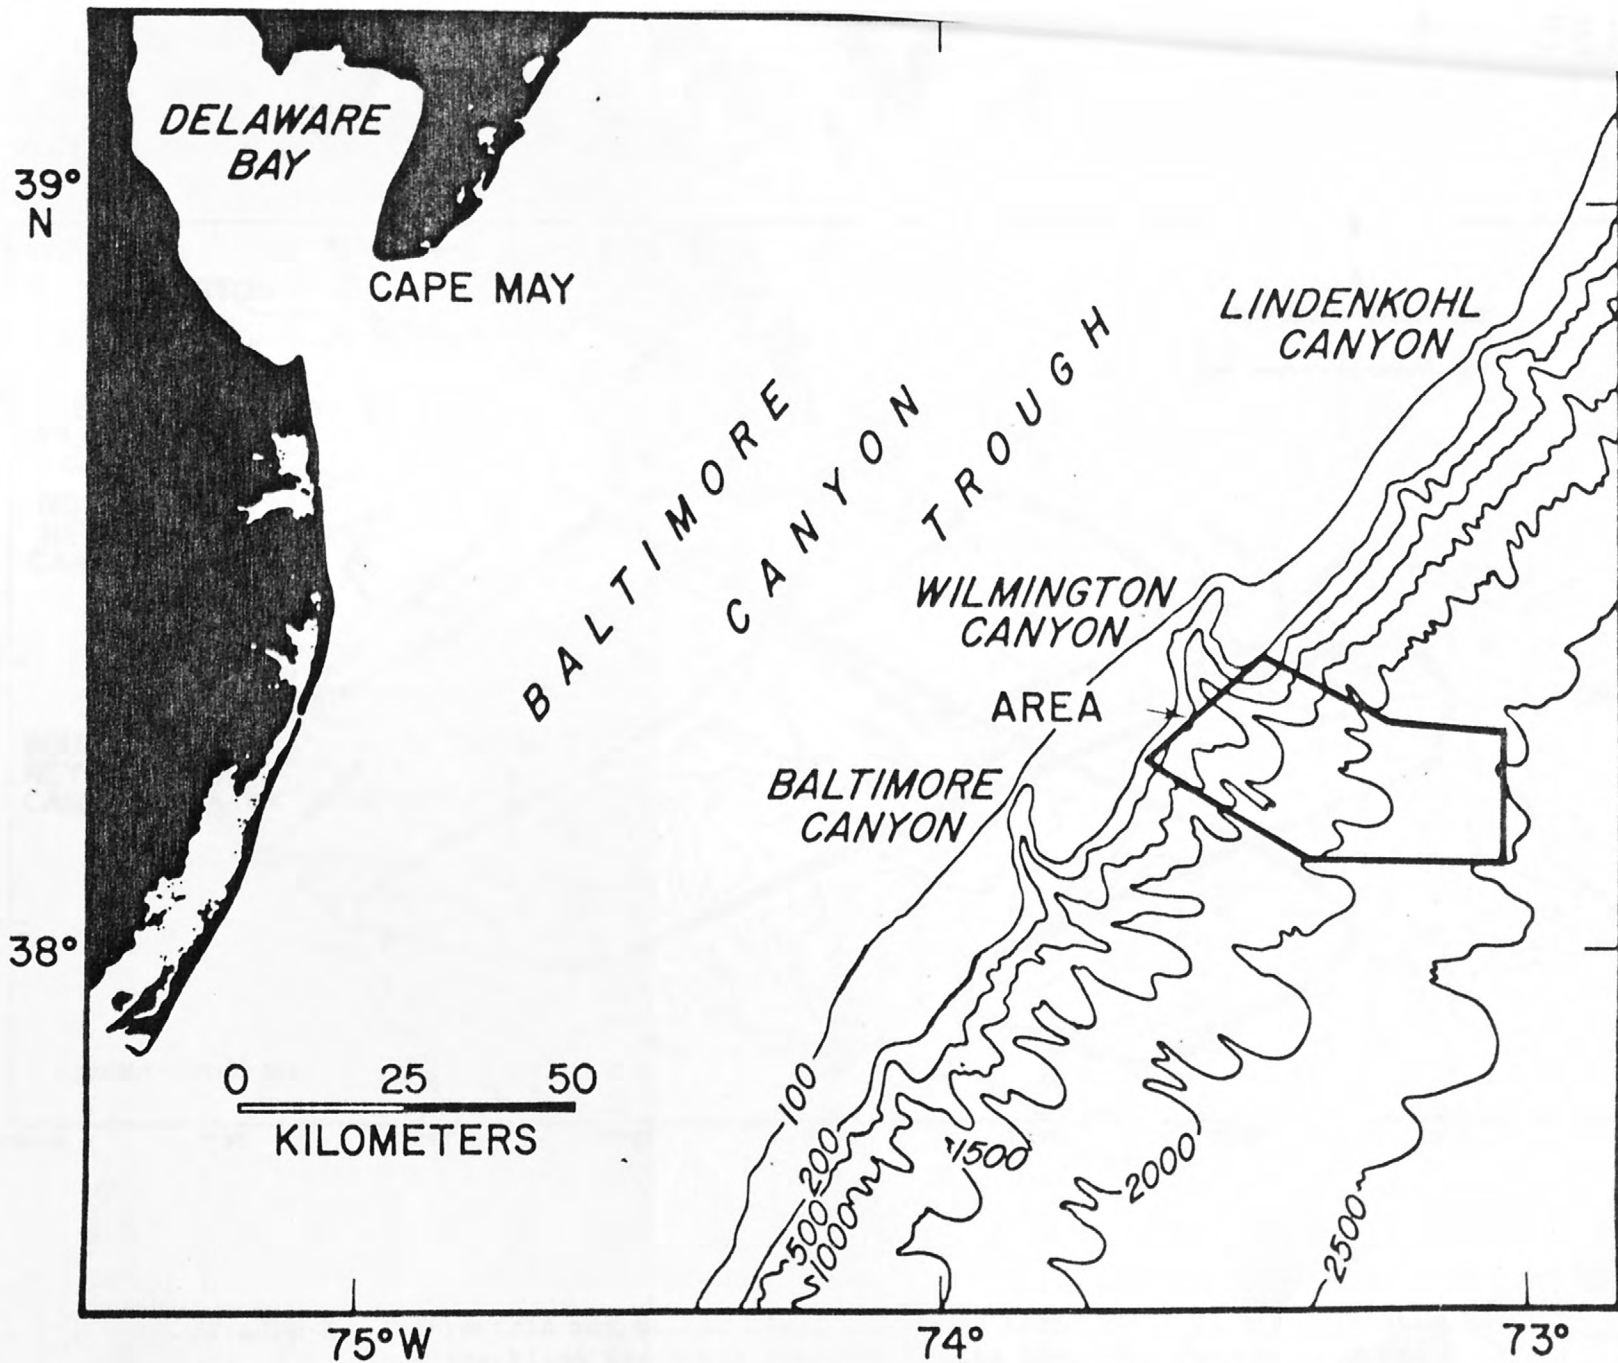 DELAWARE
BAY
39°
N
CAPE MAY
LINDENKOHL
CANYON
BALTIMORE
CANYON
TROUGH
WILMINGTON
CANYON
AREA
BALTIMORE
CANYON
38°
0 25 50
KILOMETERS
100
200
500
1000
1500
2000
2500
75°W
74°
73°